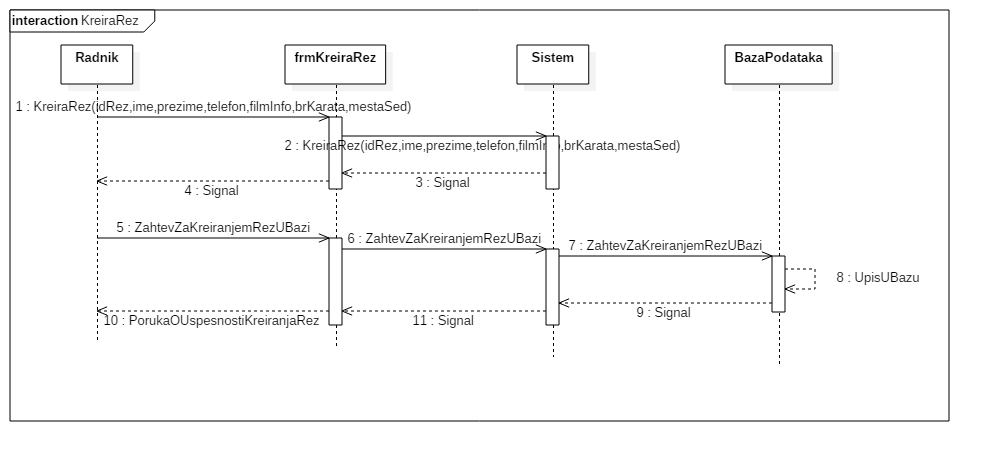 interaction KreiraRez
Radnik
frmKreiraRez
Sistem
BazaPodataka
1 : KreiraRez(idRez,ime,prezime,telefon,filmInfo,brKarata,mestaSed)
2 : KreiraRez(idRez,ime,prezime,telefon,filmInfo,brKarata,mestaSed)
3 : Signal
4 : Signal
5 : ZahtevZaKreiranjemRezUBazi
6 : ZahtevZaKreiranjemRezUBazi
7 : ZahtevZaKreiranjemRezUBazi
8 : UpisUBazu
9 : Signal
10 : PorukaOUspesnostiKreiranjaRez
11 : Signal